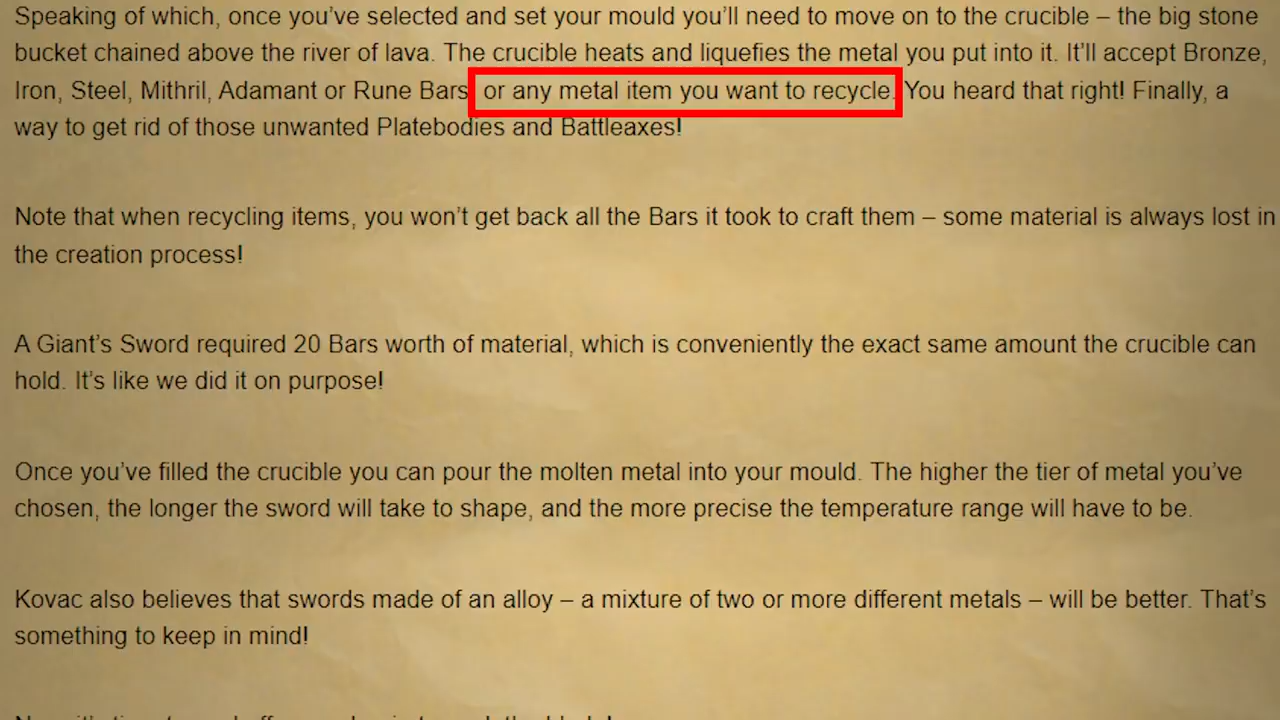 Speaking of which, once you’ve selected and set your mould you’ll need to move on to the crucible – the big stone
bucket chained above the river of lava. The crucible heats and liquefies the metal you put into it. It’ll accept Bronze,
Iron, Steel, Mithril, Adamant or Rune Bars or any metal item you want to recycle. You heard that right! Finally, a
way to get rid of those unwanted Platebodies and Battleaxes!
Note that when recycling items, you won’t get back all the Bars it took to craft them – some material is always lost in
the creation process!
A Giant’s Sword required 20 Bars worth of material, which is conveniently the exact same amount the crucible can
hold. It’s like we did it on purpose!
Once you’ve filled the crucible you can pour the molten metal into your mould. The higher the tier of metal you’ve
chosen, the longer the sword will take to shape, and the more precise the temperature range will have to be.
Kovac also believes that swords made of an alloy – a mixture of two or more different metals – will be better. That’s
something to keep in mind!